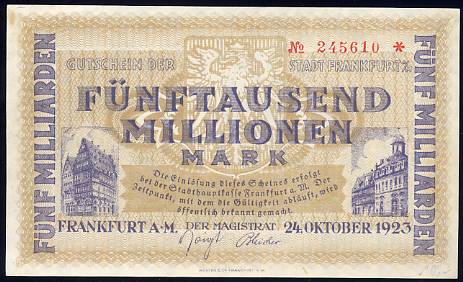 № 245610 *
GUTSCHEIN DER STADT FRANKFURT A/M.
FÜNFTAUSEND
MILLIONEN
MARK
FÜNF MILLIARDEN
FÜNF MILLIARDEN
Die Einlösung dieses Scheines erfolgt
bei der Stadthauptkasse Frankfurt a. M. Der
Zeitpunkt, mit dem die Gültigkeit abläuft, wird
öffentlich bekannt gemacht.
FRANKFURT A·M. DER MAGISTRAT 24. OKTOBER 1923